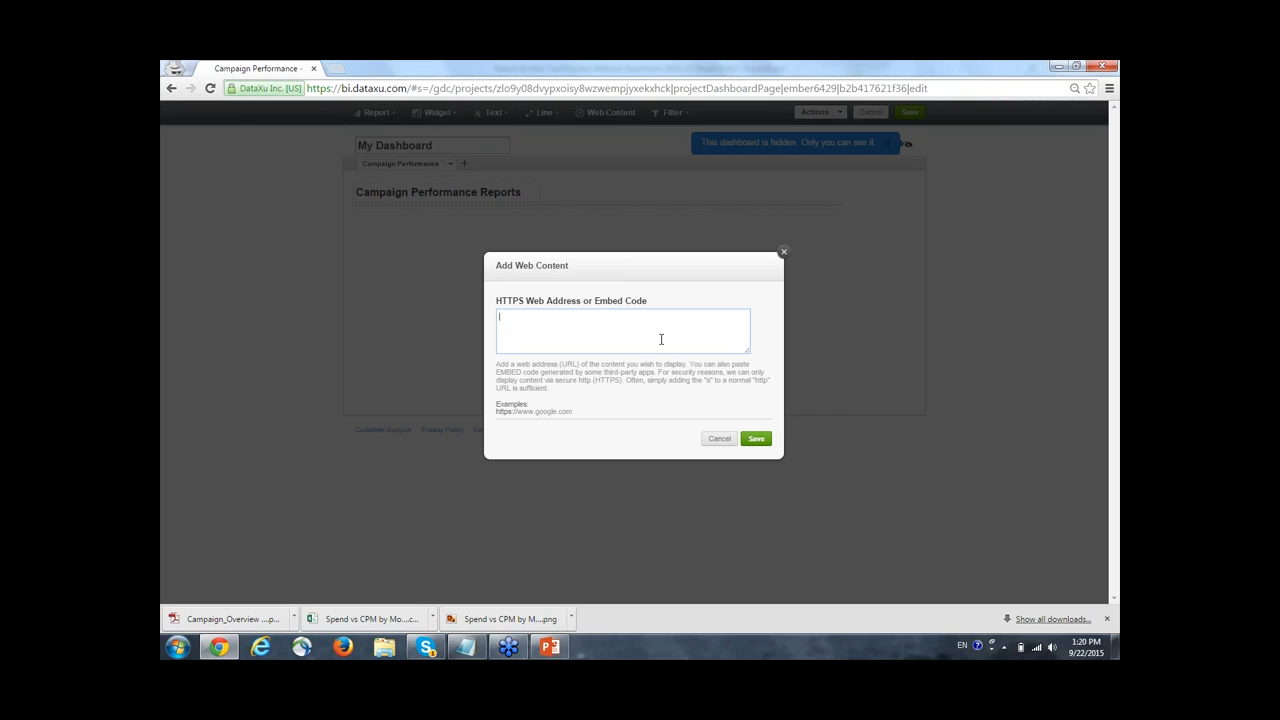 Campaign Performance -
DataXu Inc. [US]
https://bi.dataxu.com/#s=/gdc/projects/zlo9y08dvypxoisy8wzwempjyxekxhck|projectDashboardPage|ember6429|b2b417621f36|edit
Report
Widget
Text
Line
Web Content
Filter
Actions
Cancel
Save
My Dashboard
This dashboard is hidden. Only you can see it
Campaign Performance
Campaign Performance Reports
Add Web Content
HTTPS Web Address or Embed Code
Add a web address (URL) of the content you wish to display. You can also paste
EMBED code generated by some third-party apps. For security reasons, we can only
display content via secure http (HTTPS). Often, simply adding the "s" to a normal "http"
URL is sufficient.
Examples:
https://www.google.com
Cancel
Save
Customer Support
Privacy Policy
Campaign_Overview ....p...
Spend vs CPM by Mo....c...
Spend vs CPM by M....png
Show all downloads...
EN
1:20 PM
9/22/2015